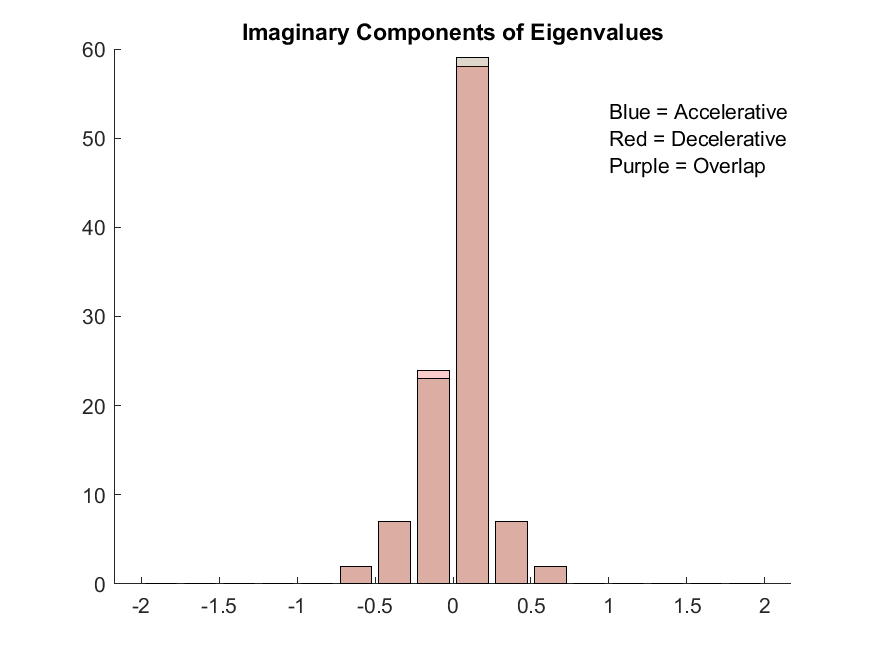 Imaginary Components of Eigenvalues
60
Blue = Accelerative
50
Red = Decelerative
Purple = Overlap
40
30
20
10
0
-2 -1.5 -1 -0.5 0 0.5 1 1.5 2